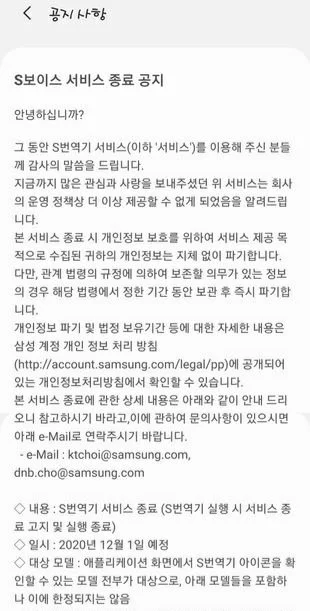 공지사항
S보이스 서비스 종료 공지
안녕하십니까?
그 동안 S번역기 서비스(이하 '서비스')를 이용해 주신 분들
께 감사의 말씀을 드립니다.
지금까지 많은 관심과 사랑을 보내주셨던 위 서비스는 회사
의 운영 정책상 더 이상 제공할 수 없게 되었음을 알려드립
니다.
본 서비스 종료 시 개인정보 보호를 위하여 서비스 제공 목
적으로 수집된 귀하의 개인정보는 지체 없이 파기합니다.
다만, 관계 법령의 규정에 의하여 보존할 의무가 있는 정보
의 경우 해당 법령에서 정한 기간 동안 보관 후 즉시 파기합
니다.
개인정보 파기 및 법정 보유기간 등에 대한 자세한 내용은
삼성 계정 개인 정보 처리 방침
(http://account.samsung.com/legal/pp)에 공개되어
있는 개인정보처리방침에서 확인할 수 있습니다.
본 서비스 종료에 관한 상세 내용은 아래와 같이 안내 드리
오니 참고하시기 바라고,이에 관하여 문의사항이 있으시면
아래 e-Mail로 연락주시기 바랍니다.
- e-Mail : ktchoi@samsung.com,
dnb.cho@samsung.com
◇ 내용 : S번역기 서비스 종료 (S번역기 실행 시 서비스 종
료 고지 및 실행 종료)
◇ 일시 : 2020년 12월 1일 예정
◇ 대상 모델 : 애플리케이션 화면에서 S번역기 아이콘을 확
인할 수 있는 모델 전부가 대상으로, 아래 모델들을 포함하
나 이에 한정되지는 않음